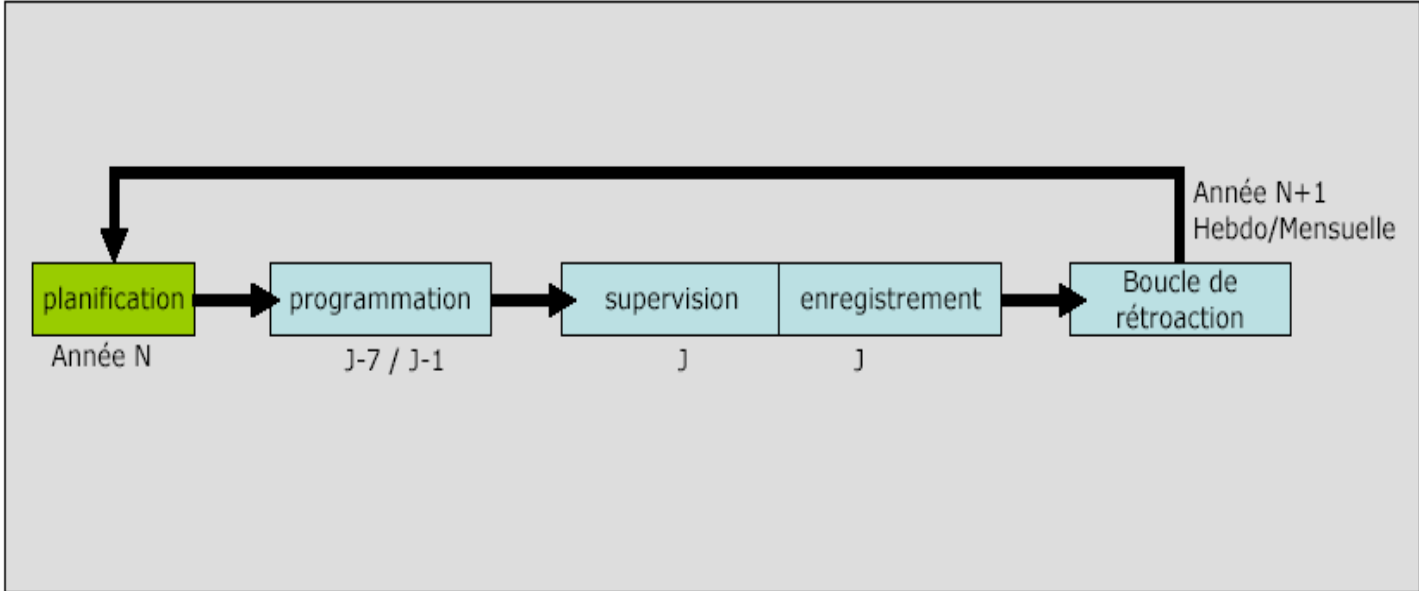 Année N+1
Hebdo/Mensuelle
planification
programmation
supervision
enregistrement
Boucle de
rétroaction
Année N
J-7 / J-1
J
J